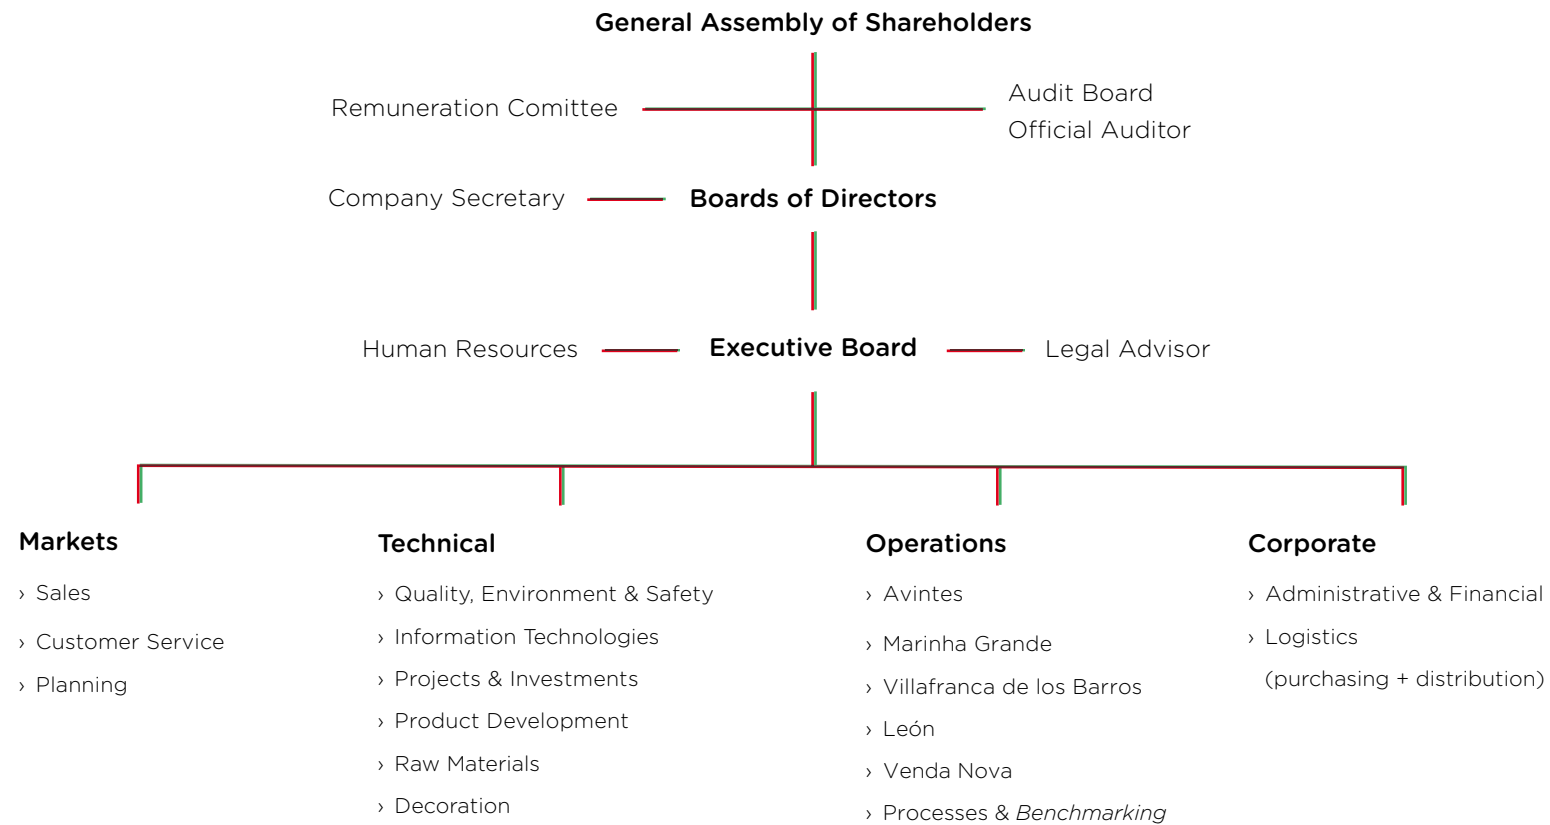 General Assembly of Shareholders
Remuneration Comittee
Audit Board
Official Auditor
Company Secretary
Boards of Directors
Human Resources
Executive Board
Legal Advisor
Markets
› Sales
› Customer Service
› Planning
Technical
› Quality, Environment & Safety
› Information Technologies
› Projects & Investments
› Product Development
› Raw Materials
› Decoration
Operations
› Avintes
› Marinha Grande
› Villafranca de los Barros
› León
› Venda Nova
› Processes & Benchmarking
Corporate
› Administrative & Financial
› Logistics
(purchasing + distribution)